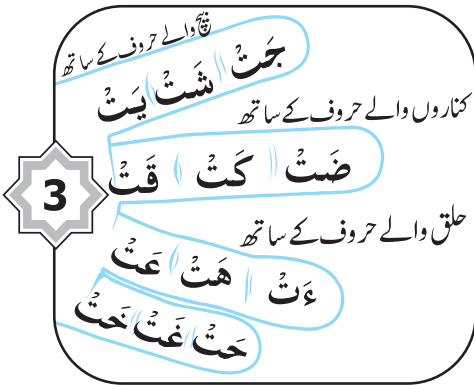 بیچ والے حروف کے ساتھ
جَتْ شَتْ یَتْ
کناروں والے حروف کے ساتھ
ضَتْ کَتْ قَتْ
3
حلق والے حروف کے ساتھ
ءَتْ هَتْ عَتْ
حَتْ غَتْ خَتْ